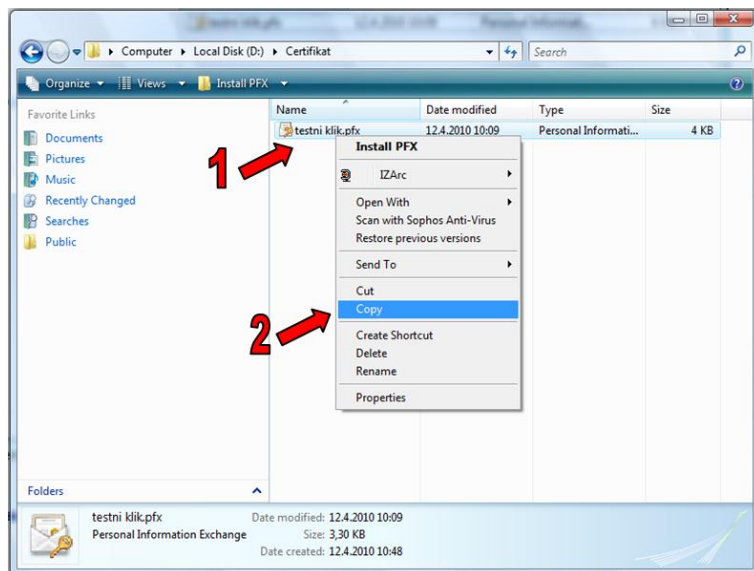 Computer Local Disk (D:) Certifikat
Search
Organize Views Install PFX
Favorite Links
Documents
Pictures
Music
Recently Changed
Searches
Public
Name Date modified Type Size
testni klik.pfx 12.4.2010 10:09 Personal Informati... 4 KB
1
Install PFX
IZArc
Open With
Scan with Sophos Anti-Virus
Restore previous versions
Send To
Cut
Copy
2
Create Shortcut
Delete
Rename
Properties
Folders
testni klik.pfx Date modified: 12.4.2010 10:09
Personal Information Exchange Size: 3,30 KB
Date created: 12.4.2010 10:48